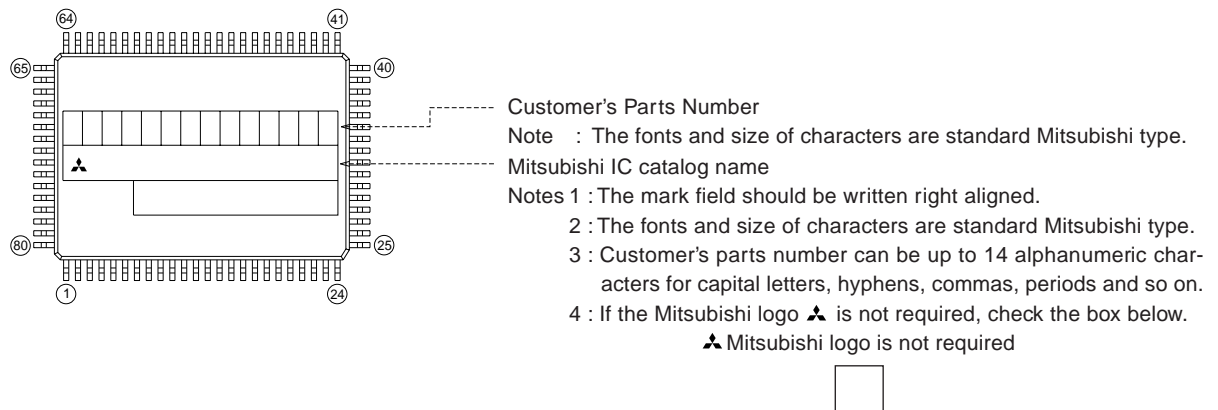 64 41
65 40
Customer's Parts Number
Note : The fonts and size of characters are standard Mitsubishi type.
Mitsubishi IC catalog name
Notes 1 : The mark field should be written right aligned.
2 : The fonts and size of characters are standard Mitsubishi type.
80 25
3 : Customer's parts number can be up to 14 alphanumeric char-
acters for capital letters, hyphens, commas, periods and so on.
1 24
4 : If the Mitsubishi logo is not required, check the box below.
Mitsubishi logo is not required